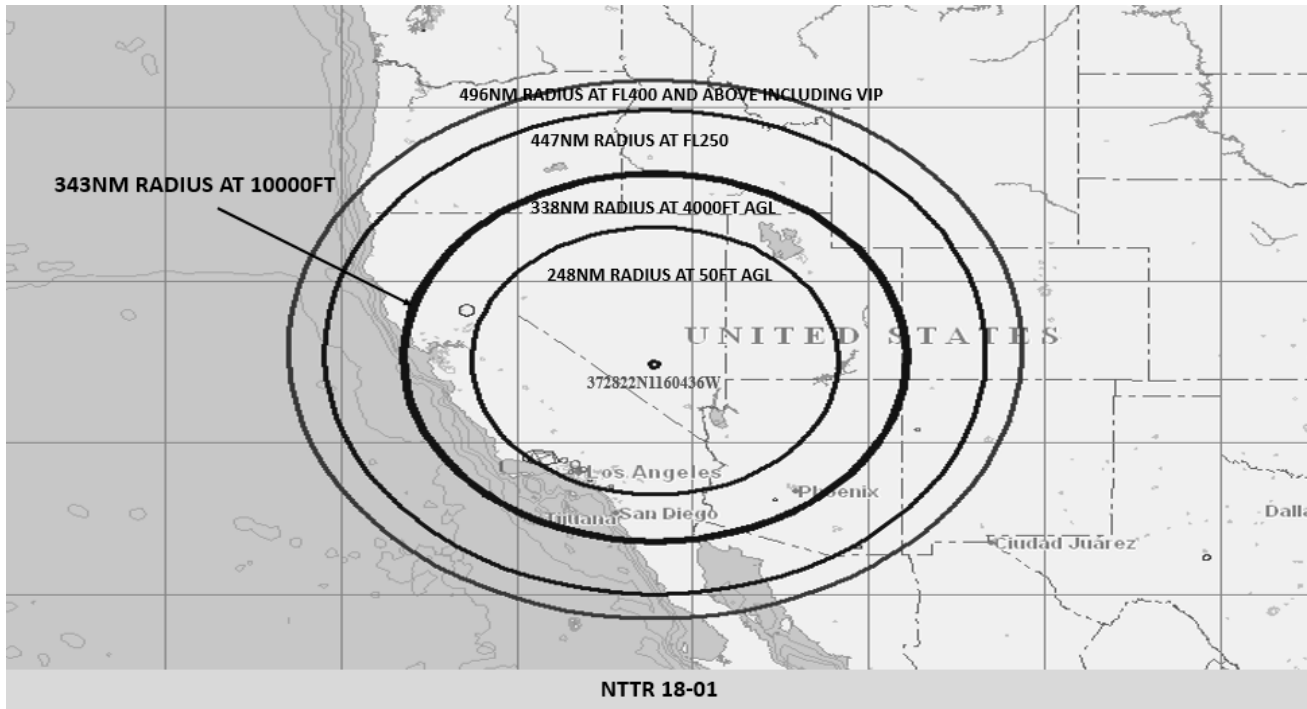 496NM RADIUS AT FL400 AND ABOVE INCLUDING VIP
447NM RADIUS AT FL250
343NM RADIUS AT 10000FT
338NM RADIUS AT 4000FT AGL
248NM RADIUS AT 50FT AGL
UNITED STATES
372822N1160436W
Los Angeles
Phoenix
Tijuana
San Diego
Dalla
Ciudad Juárez
NTTR 18-01